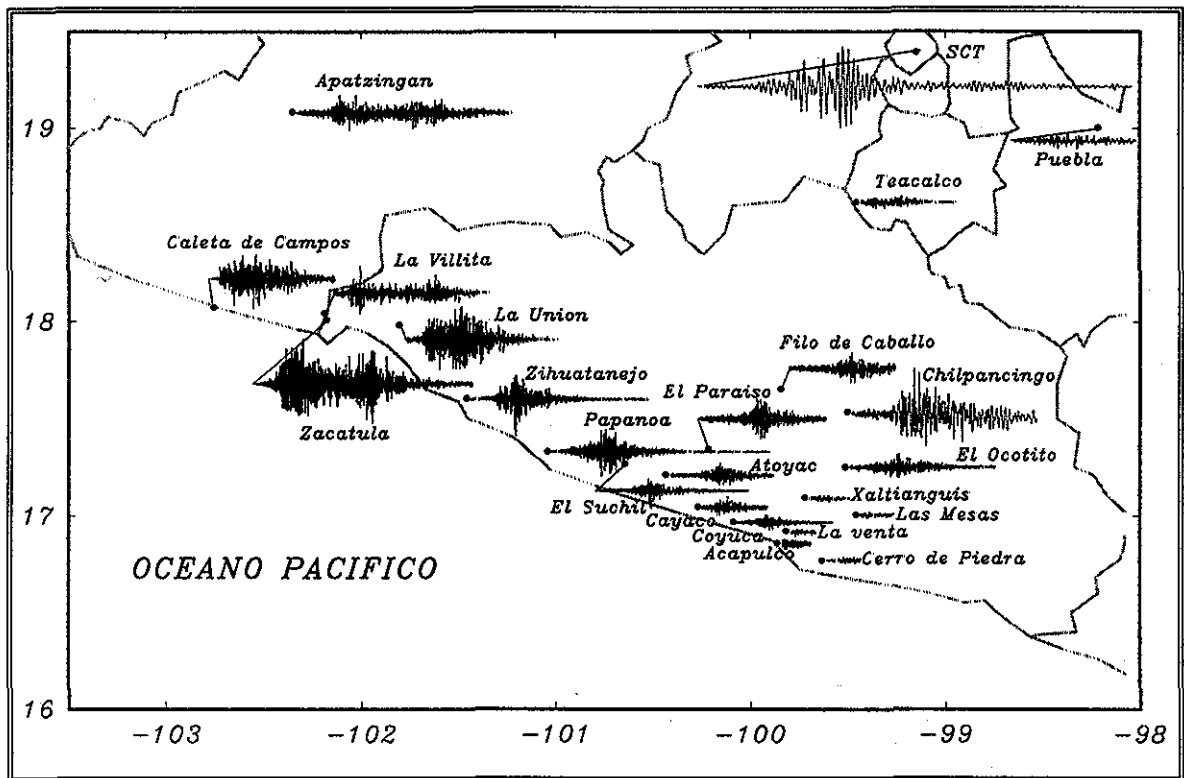 SCT
Apatzingan
19
Puebla
Teacalco
Caleta de Campos
La Villita
La Union
18
Filo de Caballo
Zihuatanejo
El Paraiso
Chilpancingo
Papanoa
Zacatula
Atoyac
El Ocotito
El Suchil
Xaltianguis
17
Cayaco
Las Mesas
Coyuca
La venta
Acapulco
Cerro de Piedra
OCEANO PACIFICO
16
-103
-102
-101
-100
-99
-98